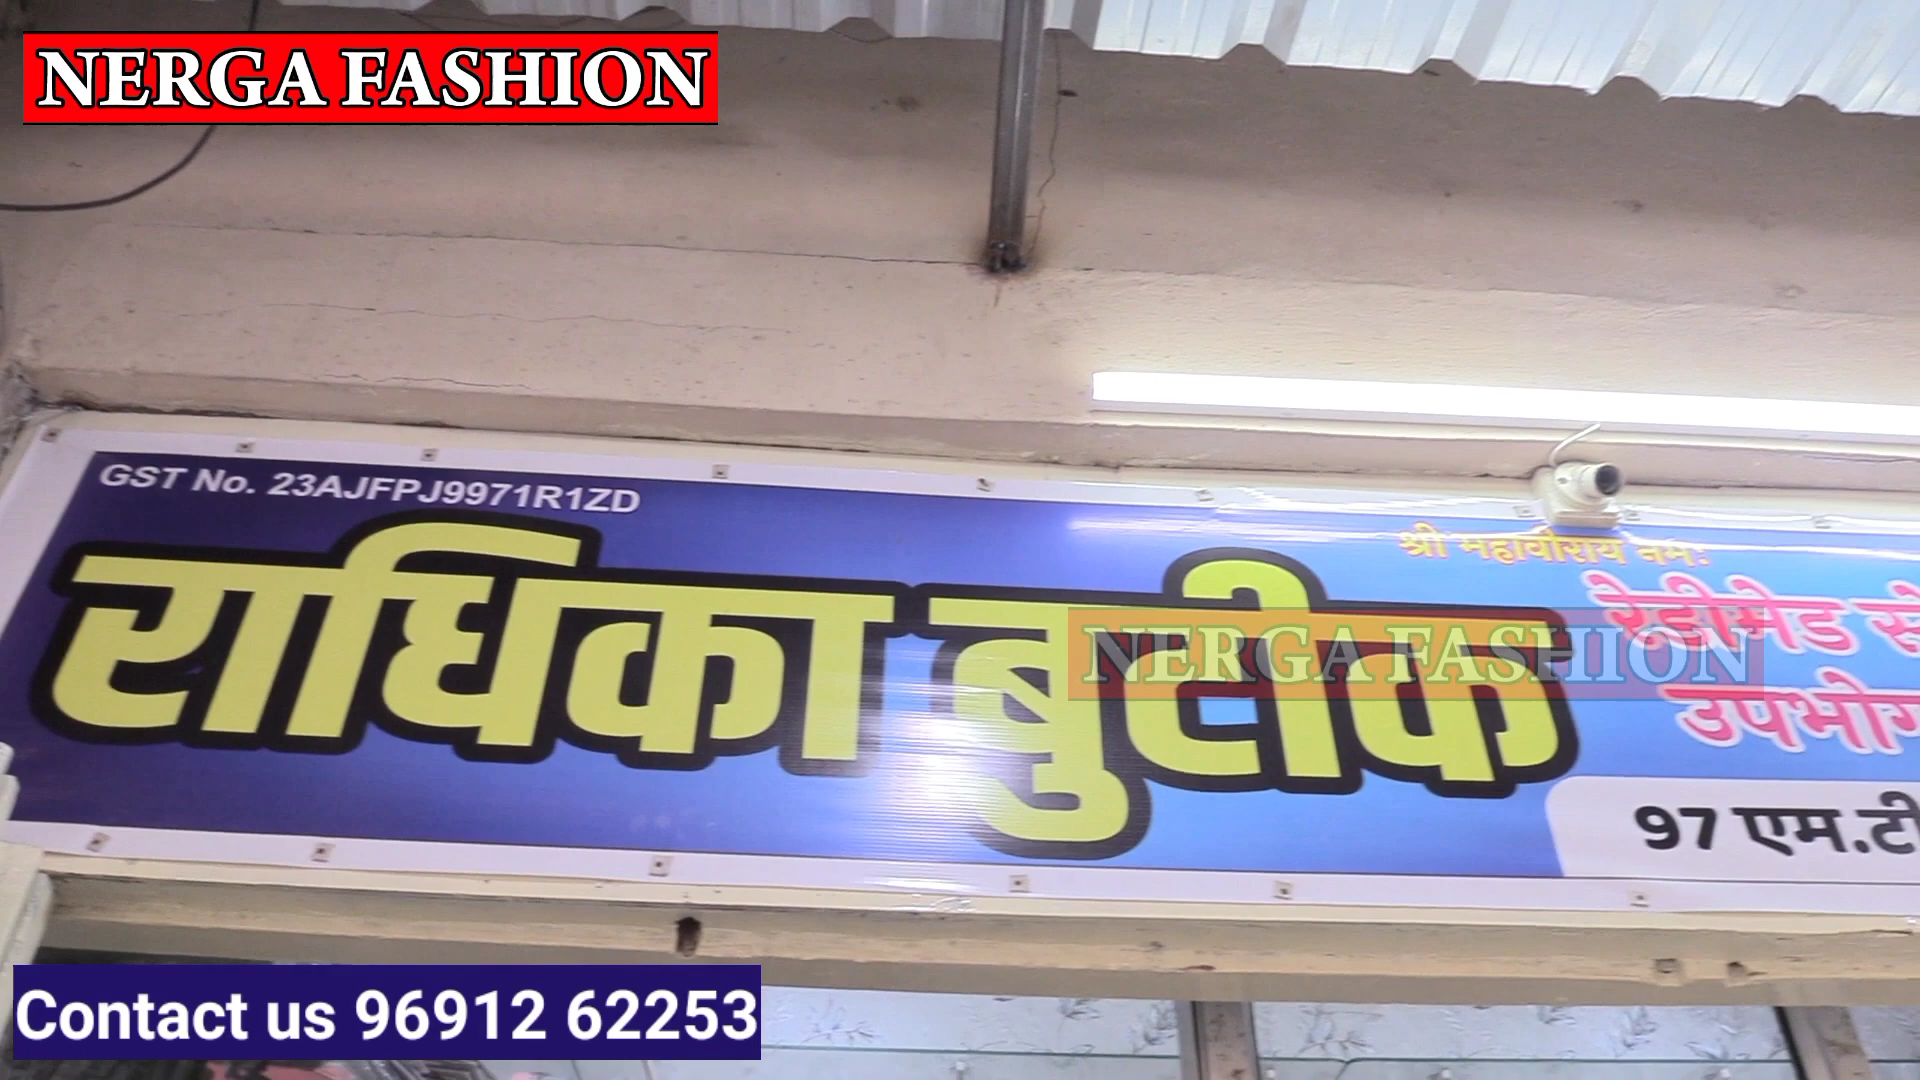 NERGA FASHION
GST No. 23AJFPJ9971R1ZD
श्री महावीराय नमः
राधिका बुटीक
रेडीमेड
NERGA FASHION
97 एम.टी
Contact us 96912 62253